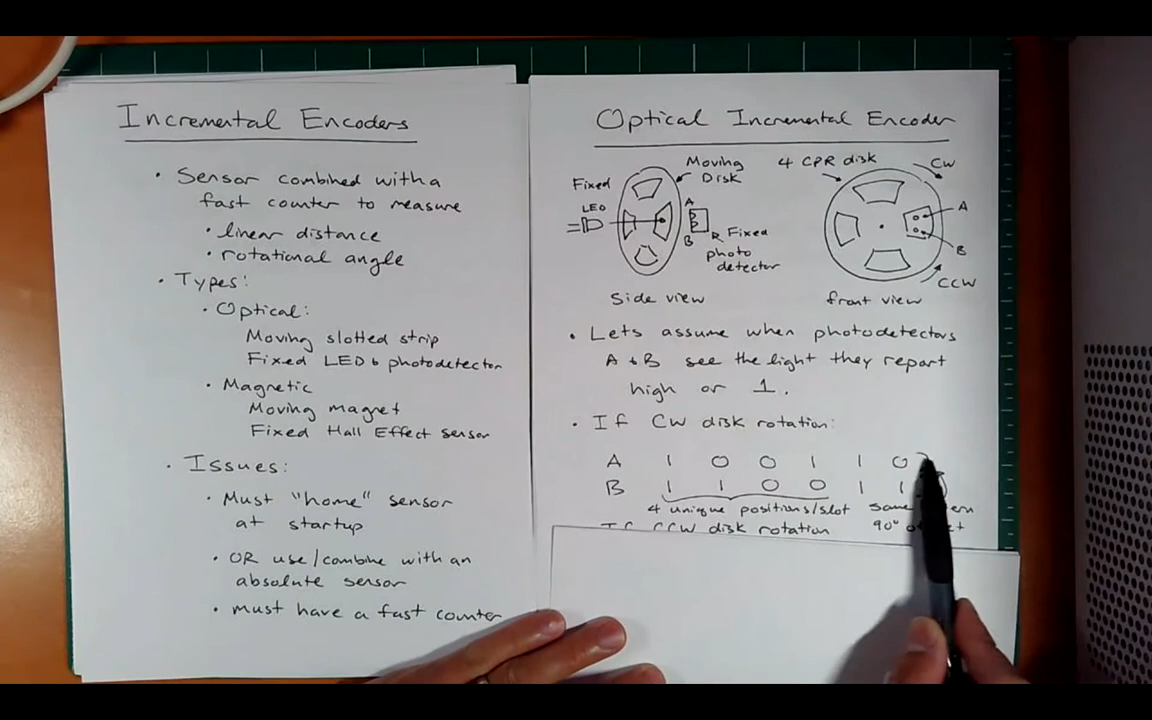 Incremental Encoders
• Sensor combined with a
fast counter to measure
• linear distance
• rotational angle
• Types:
• Optical:
Moving slotted strip
Fixed LED & photodetector
• Magnetic
Moving magnet
Fixed Hall Effect sensor
• Issues:
• Must "home" sensor
at startup
• OR use/combine with an
absolute sensor
• must have a fast counter
Optical Incremental Encoder
Fixed
LED
Moving
Disk
A
B
Fixed
photo
detector
Side view
4 CPR disk
CW
A
B
CCW
front view
• Lets assume when photodetectors
A & B see the light they report
high or 1.
• If CW disk rotation:
A 1 0 0 1 1 0
B 1 1 0 0 1 1
4 unique positions/slot
same
CCW disk rotation
90°